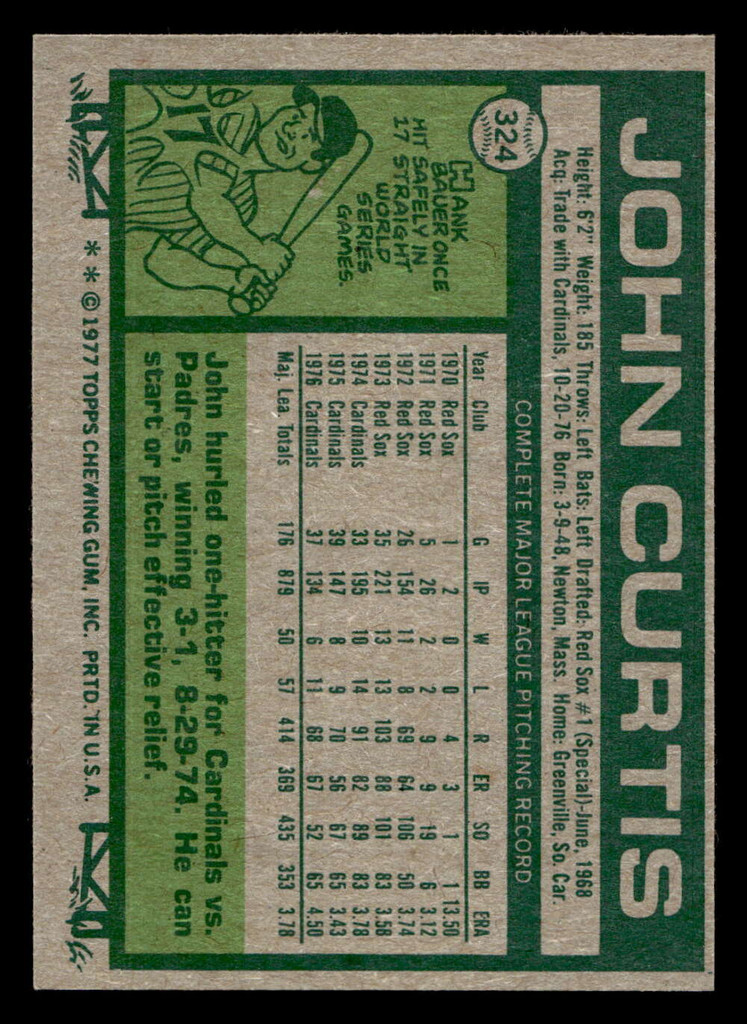 JOHN CURTIS
324
Height: 6'2" Weight: 185 Throws: Left Bats: Left Drafted: Red Sox #1 (Special)-June, 1968
Acq: Trade with Cardinals, 10-20-76 Born: 3-9-48, Newton, Mass. Home: Greenville, So. Car.
HANK
BAUER ONCE
HIT SAFELY IN
17 STRAIGHT
WORLD
SERIES
GAMES.
17
COMPLETE MAJOR LEAGUE PITCHING RECORD
Year Club G IP W L R ER SO BB ERA
1970 Red Sox 1 2 0 0 4 3 1 1 13.50
1971 Red Sox 5 26 2 2 9 9 19 6 3.12
1972 Red Sox 26 154 11 8 69 64 106 50 3.74
1973 Red Sox 35 221 13 13 103 88 101 83 3.58
1974 Cardinals 33 195 10 14 91 82 89 83 3.78
1975 Cardinals 39 147 8 9 70 56 67 65 3.43
1976 Cardinals 37 134 6 11 68 67 52 65 4.50
Maj. Lea. Totals 176 879 50 57 414 369 435 353 3.78
John hurled one-hitter for Cardinals vs.
Padres, winning 3-1, 8-29-74. He can
start or pitch effective relief.
* * © 1977 TOPPS CHEWING GUM, INC. PRTD. IN U.S.A.